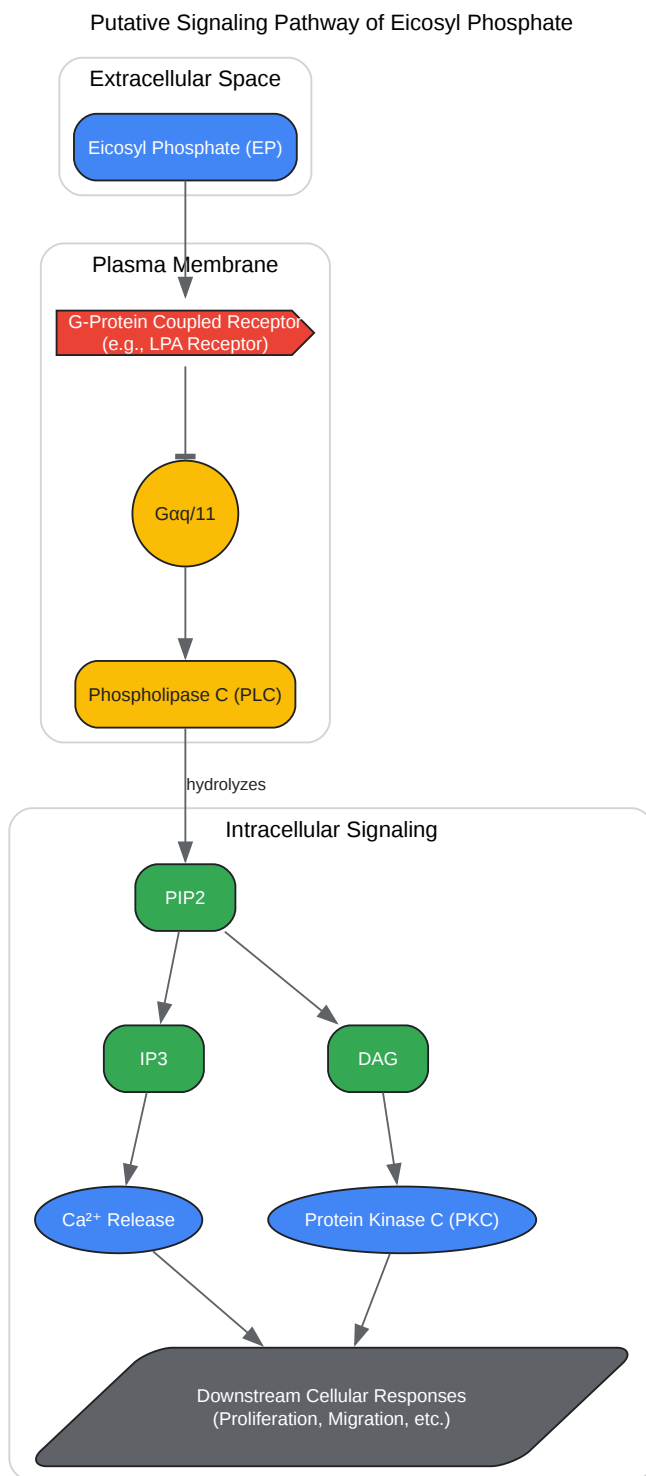 Putative Signaling Pathway of Eicosyl Phosphate
Extracellular Space
Eicosyl Phosphate (EP)
Plasma Membrane
G-Protein Coupled Receptor
(e.g., LPA Receptor)
Gαq/11
Phospholipase C (PLC)
hydrolyzes
Intracellular Signaling
PIP2
IP3
DAG
Ca²⁺ Release
Protein Kinase C (PKC)
Downstream Cellular Responses
(Proliferation, Migration, etc.)